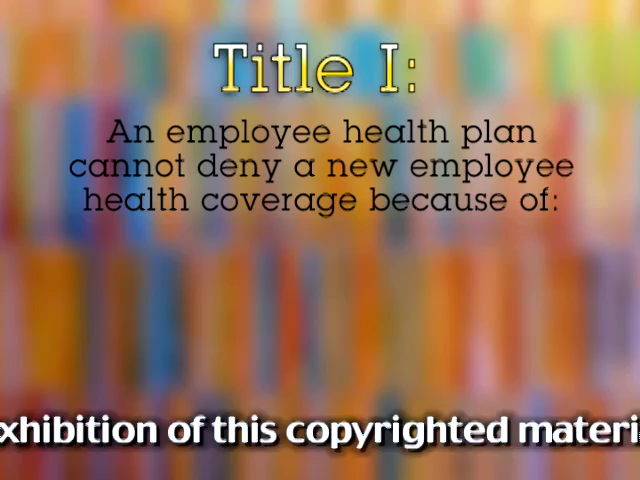 Title I:
An employee health plan
cannot deny a new employee
health coverage because of:
xhibition of this copyrighted materi